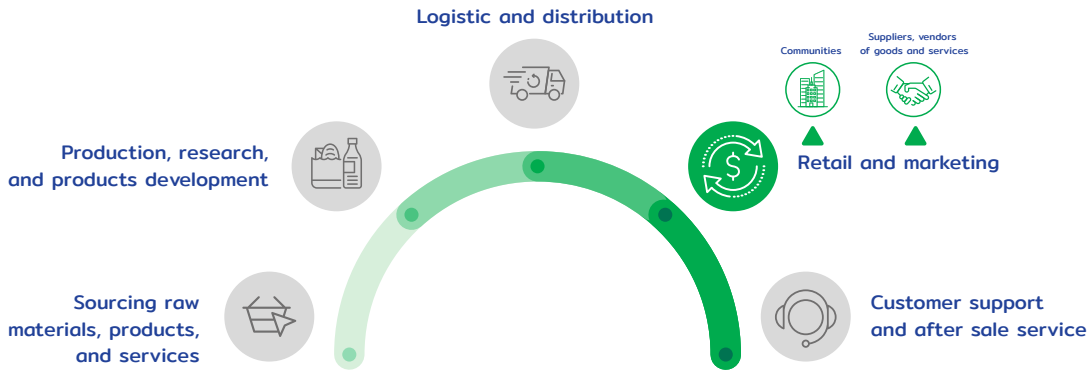 Logistic and distribution
Communities
Suppliers, vendors
of goods and services
Production, research,
and products development
$
Retail and marketing
Sourcing raw
materials, products,
and services
Customer support
and after sale service